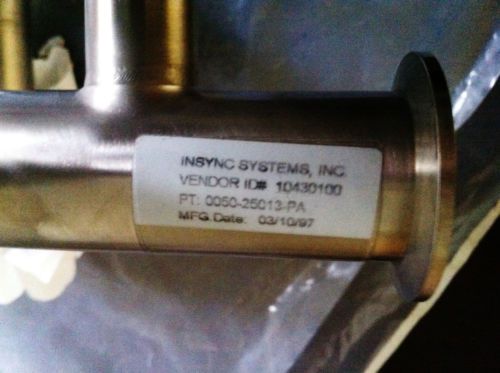 INSYNC SYSTEMS, INC.
VENDOR ID# 10430100
PT: 0050-25013-PA
MFG.Date: 03/10/97